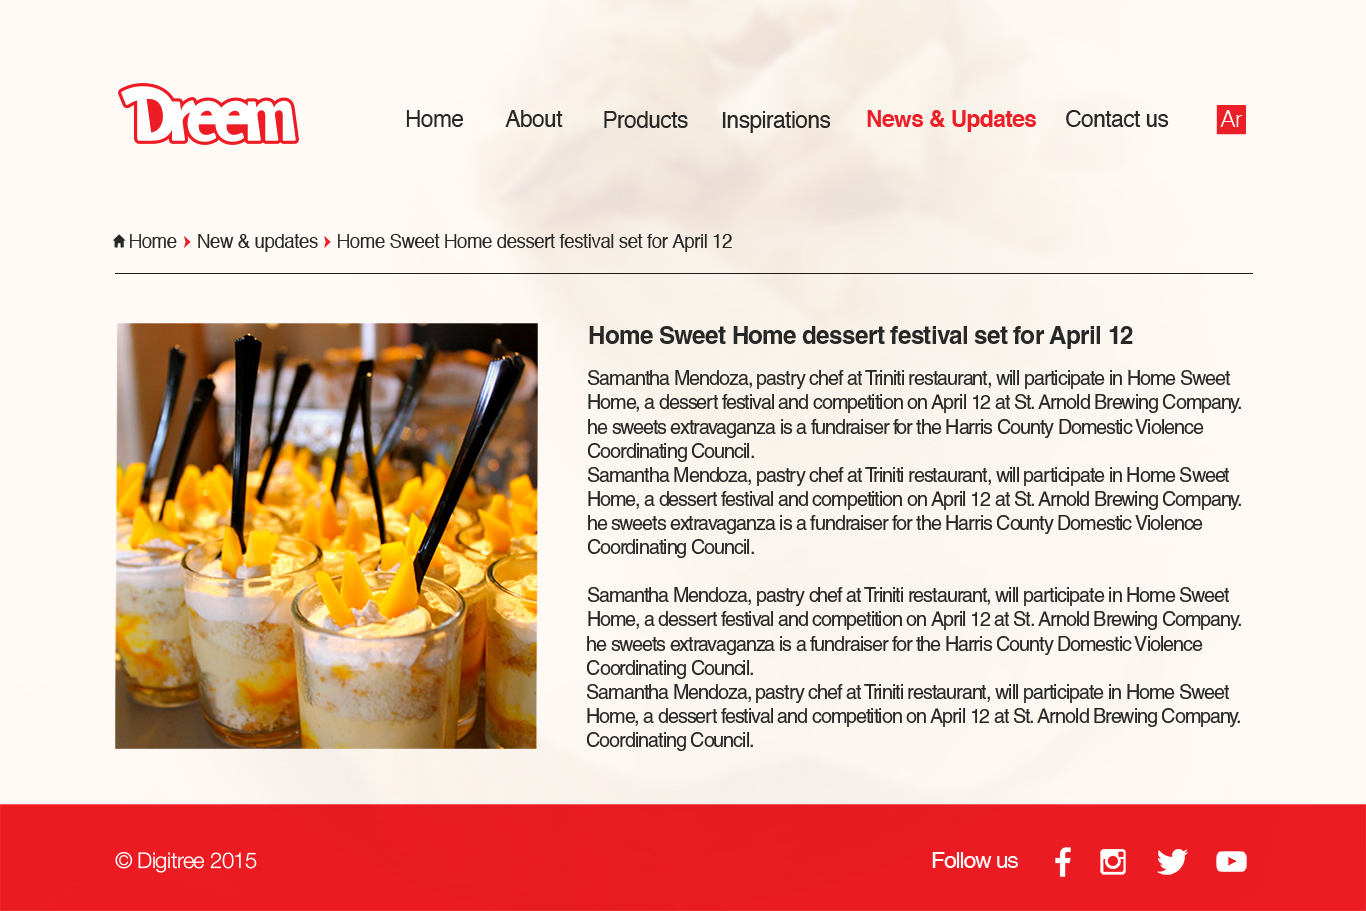 Dreem
Home About Products Inspirations News & Updates Contact us Ar
Home New & updates Home Sweet Home dessert festival set for April 12
Home Sweet Home dessert festival set for April 12
Samantha Mendoza, pastry chef at Triniti restaurant, will participate in Home Sweet
Home, a dessert festival and competition on April 12 at St. Arnold Brewing Company.
he sweets extravaganza is a fundraiser for the Harris County Domestic Violence
Coordinating Council.
Samantha Mendoza, pastry chef at Triniti restaurant, will participate in Home Sweet
Home, a dessert festival and competition on April 12 at St. Arnold Brewing Company.
he sweets extravaganza is a fundraiser for the Harris County Domestic Violence
Coordinating Council.
Samantha Mendoza, pastry chef at Triniti restaurant, will participate in Home Sweet
Home, a dessert festival and competition on April 12 at St. Arnold Brewing Company.
he sweets extravaganza is a fundraiser for the Harris County Domestic Violence
Coordinating Council.
Samantha Mendoza, pastry chef at Triniti restaurant, will participate in Home Sweet
Home, a dessert festival and competition on April 12 at St. Arnold Brewing Company.
Coordinating Council.
© Digitree 2015 Follow us